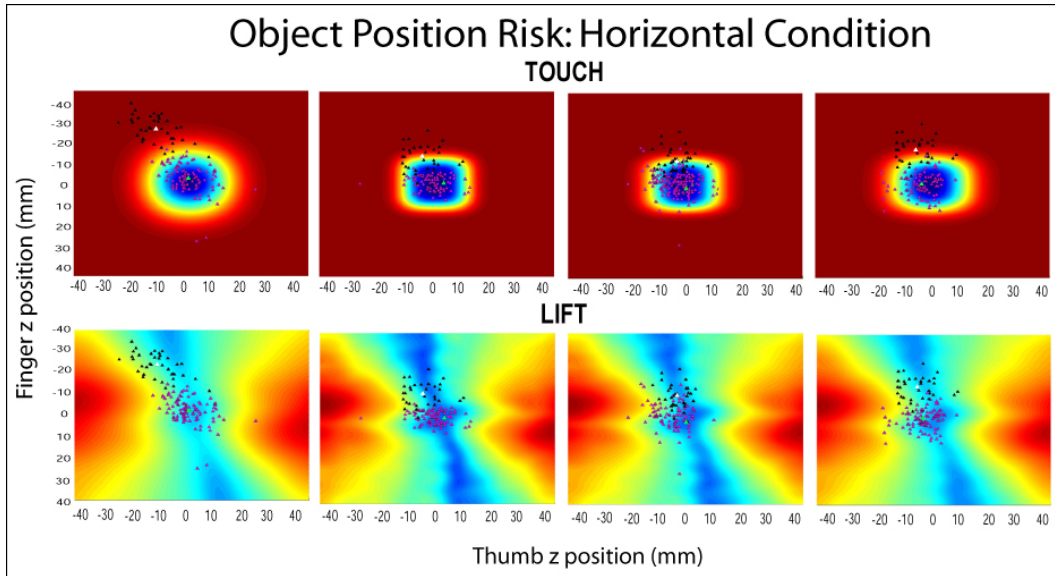 Object Position Risk: Horizontal Condition
TOUCH
-40
-30
-20
-10
0
10
20
30
40
-40 -30 -20 -10 0 10 20 30 40
-40 -30 -20 -10 0 10 20 30 40
-40 -30 -20 -10 0 10 20 30 40
-40 -30 -20 -10 0 10 20 30 40
LIFT
-40
-30
-20
-10
0
10
20
30
40
-40 -30 -20 -10 0 10 20 30 40
-40 -30 -20 -10 0 10 20 30 40
-40 -30 -20 -10 0 10 20 30 40
-40 -30 -20 -10 0 10 20 30 40
Finger z position (mm)
Thumb z position (mm)